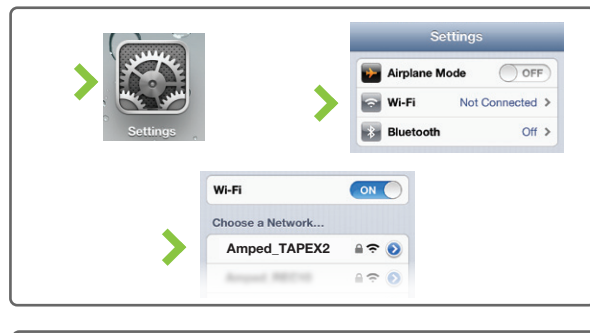 Settings
Settings
Airplane Mode OFF
Wi-Fi Not Connected
Bluetooth Off
Wi-Fi ON
Choose a Network...
Amped_TAPEX2